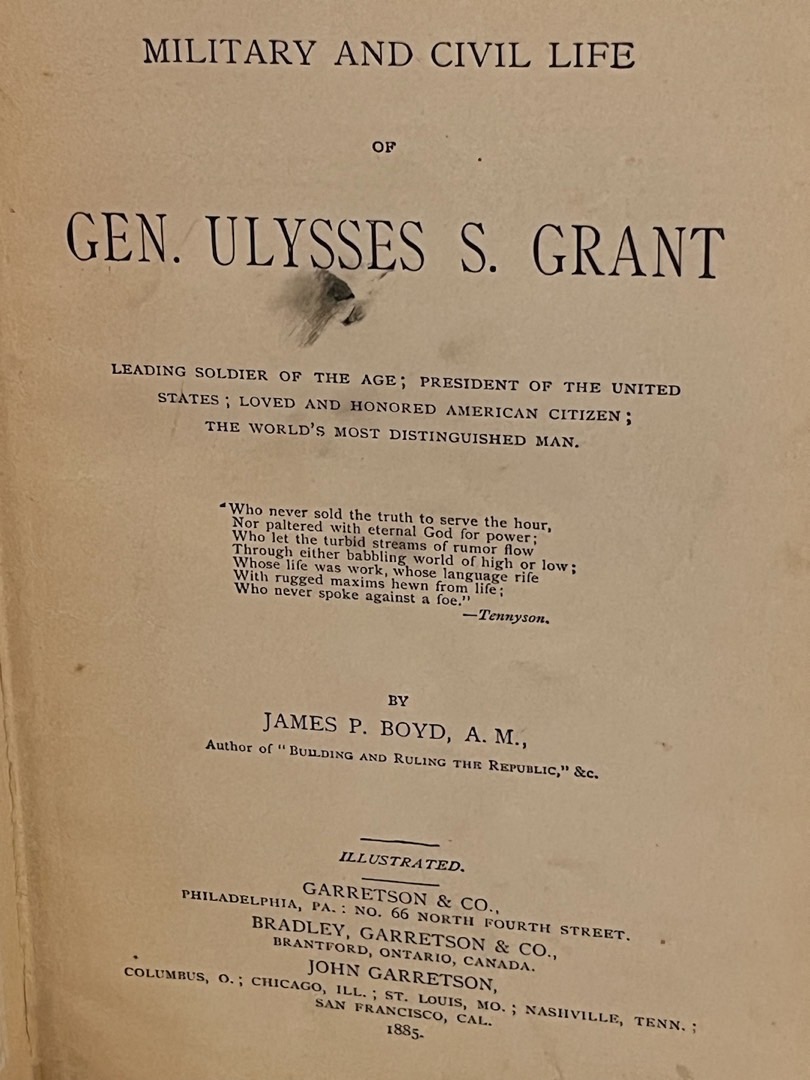 MILITARY AND CIVIL LIFE
OF
GEN. ULYSSES S. GRANT
LEADING SOLDIER OF THE AGE; PRESIDENT OF THE UNITED
STATES; LOVED AND HONORED AMERICAN CITIZEN;
THE WORLD'S MOST DISTINGUISHED MAN.
"Who never sold the truth to serve the hour,
Nor paltered with eternal God for power;
Who let the turbid streams of rumor flow
Through either babbling world of high or low;
Whose life was work, whose language rife
With rugged maxims hewn from life;
Who never spoke against a foe."
—Tennyson.
BY
JAMES P. BOYD, A. M.,
Author of "Building and Ruling the Republic," &c.
ILLUSTRATED.
GARRETSON & CO.,
PHILADELPHIA, PA.: NO. 66 NORTH FOURTH STREET.
BRADLEY, GARRETSON & CO.,
BRANTFORD, ONTARIO, CANADA.
JOHN GARRETSON,
COLUMBUS, O.; CHICAGO, ILL.; ST. LOUIS, MO.; NASHVILLE, TENN.;
SAN FRANCISCO, CAL.
1885.